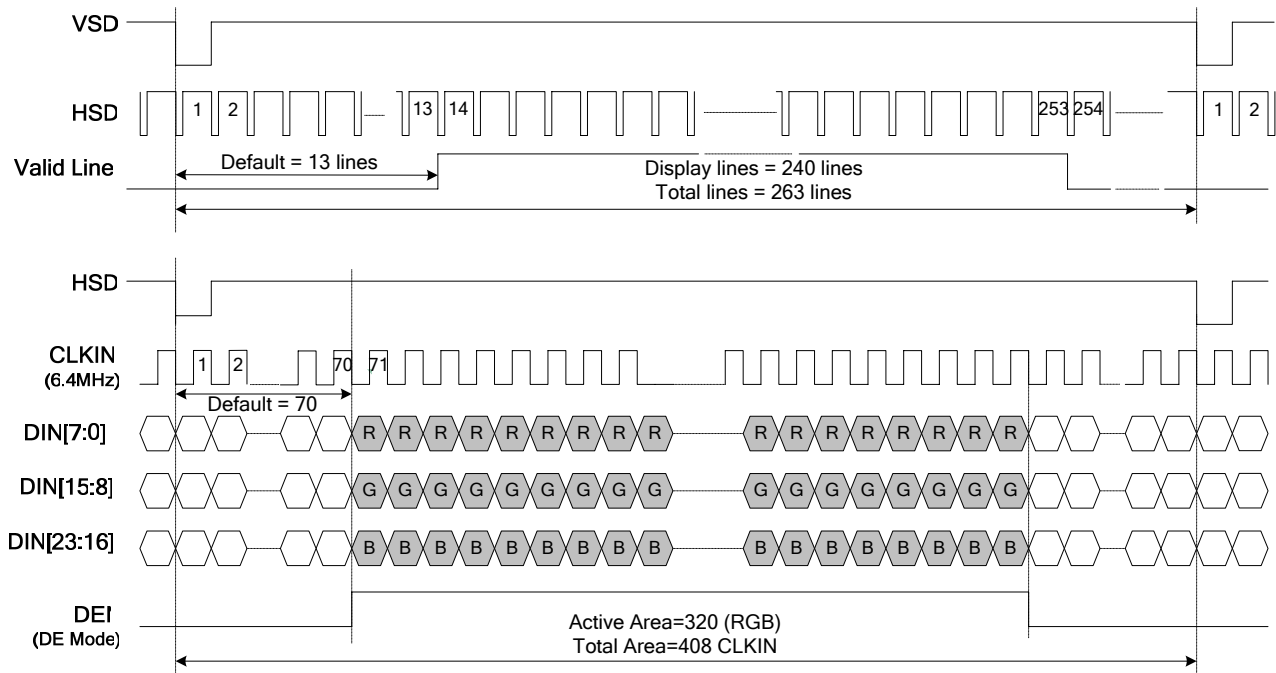 VSD
HSD
1 2 13 14 253 254 1 2
Valid Line
Default = 13 lines
Display lines = 240 lines
Total lines = 263 lines
HSD
CLKIN
(6.4MHz)
1 2 70 71
Default = 70
DIN[7:0]
R R R R R R R R R R R R R R R R R
DIN[15:8]
G G G G G G G G G G G G G G G G G
DIN[23:16]
B B B B B B B B B B B B B B B B B
DEI
(DE Mode)
Active Area=320 (RGB)
Total Area=408 CLKIN